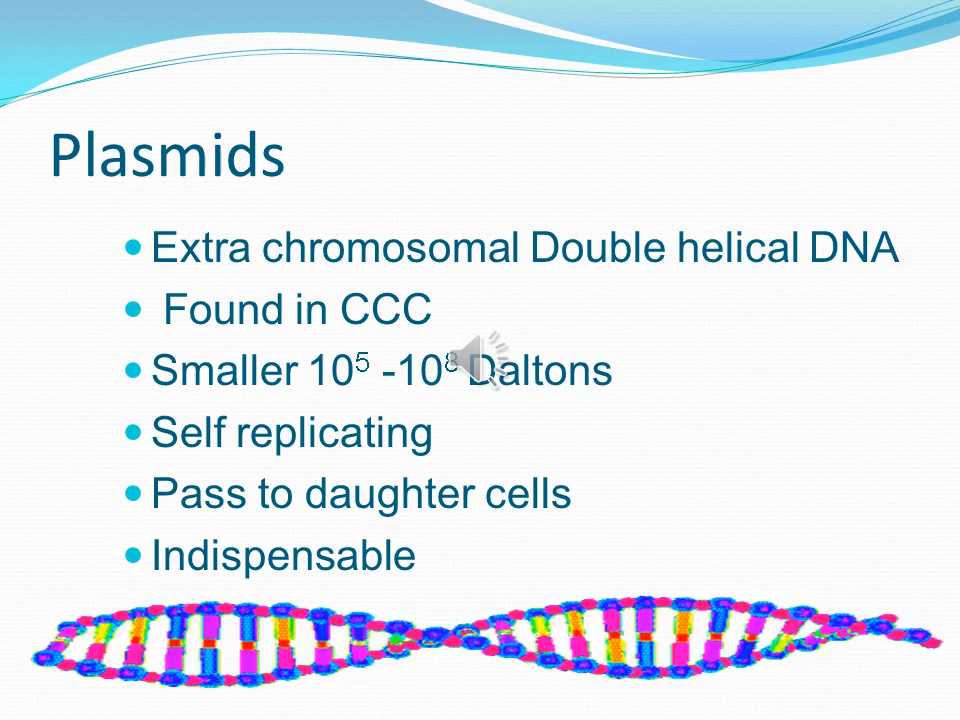 Plasmids
Extra chromosomal Double helical DNA
Found in CCC
Smaller 10⁵ -10⁸ Daltons
Self replicating
Pass to daughter cells
Indispensable